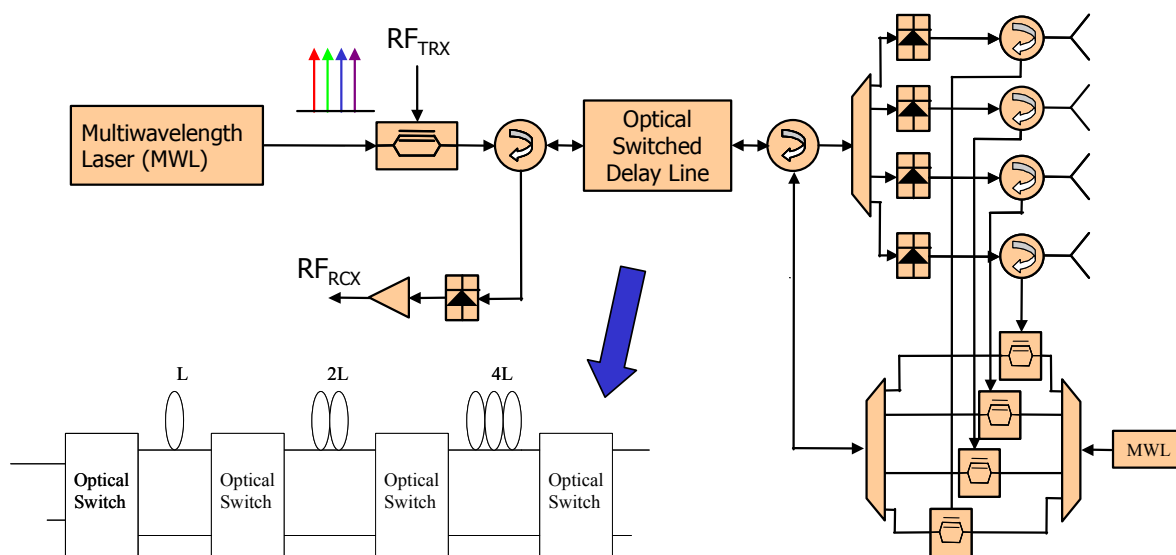 RF_TRX
Multiwavelength
Laser (MWL)
Optical
Switched
Delay Line
RF_RCX
L
2L
4L
Optical
Switch
Optical
Switch
Optical
Switch
Optical
Switch
MWL